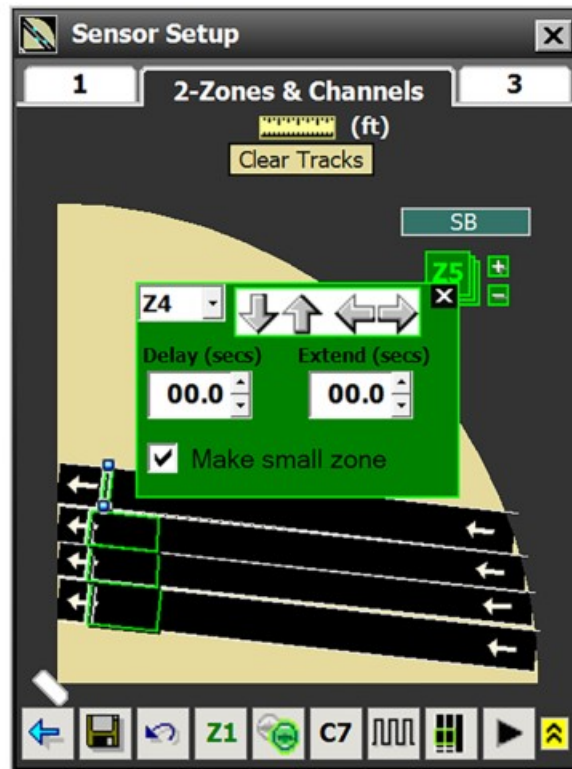 Sensor Setup
1 2-Zones & Channels 3
(ft)
Clear Tracks
SB
Z5
Z4
Delay (secs) Extend (secs)
00.0 00.0
Make small zone
Z1 C7